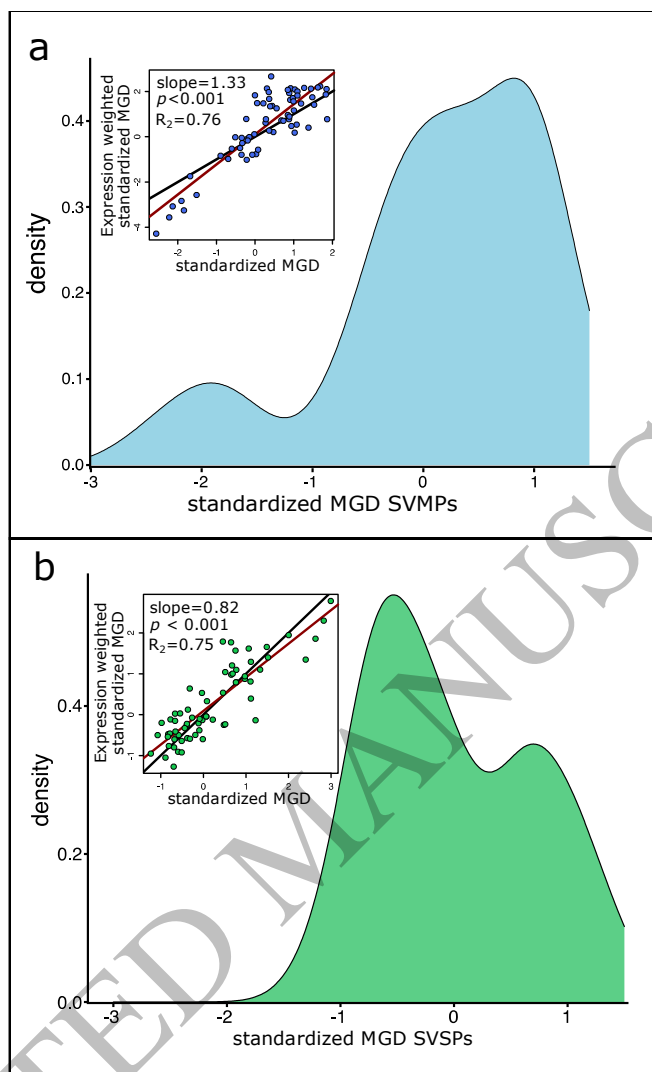 a
slope=1.33
p<0.001
R2=0.76
Expression weighted
standardized MGD
2
0
-2
-4
-2
-1
0
1
2
standardized MGD
density
0.4
0.4
0.2
0.1
0.0
-3
-2
-1
0
1
standardized MGD SVMPs
b
slope=0.82
p < 0.001
R2=0.75
Expression weighted
standardized MGD
2
1
0
-1
-1
0
1
2
3
standardized MGD
density
0.4
0.2
0.0
-3
-2
-1
0
1
standardized MGD SVSPs
TED MANUSC